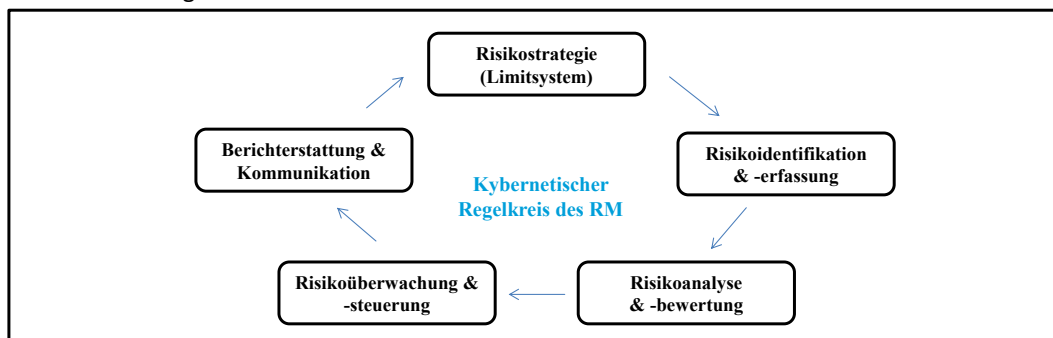 Risikostrategie
(Limitsystem)
Berichterstattung &
Kommunikation
Risikoidentifikation
& -erfassung
Kybernetischer
Regelkreis des RM
Risikoüberwachung &
-steuerung
Risikoanalyse
& -bewertung